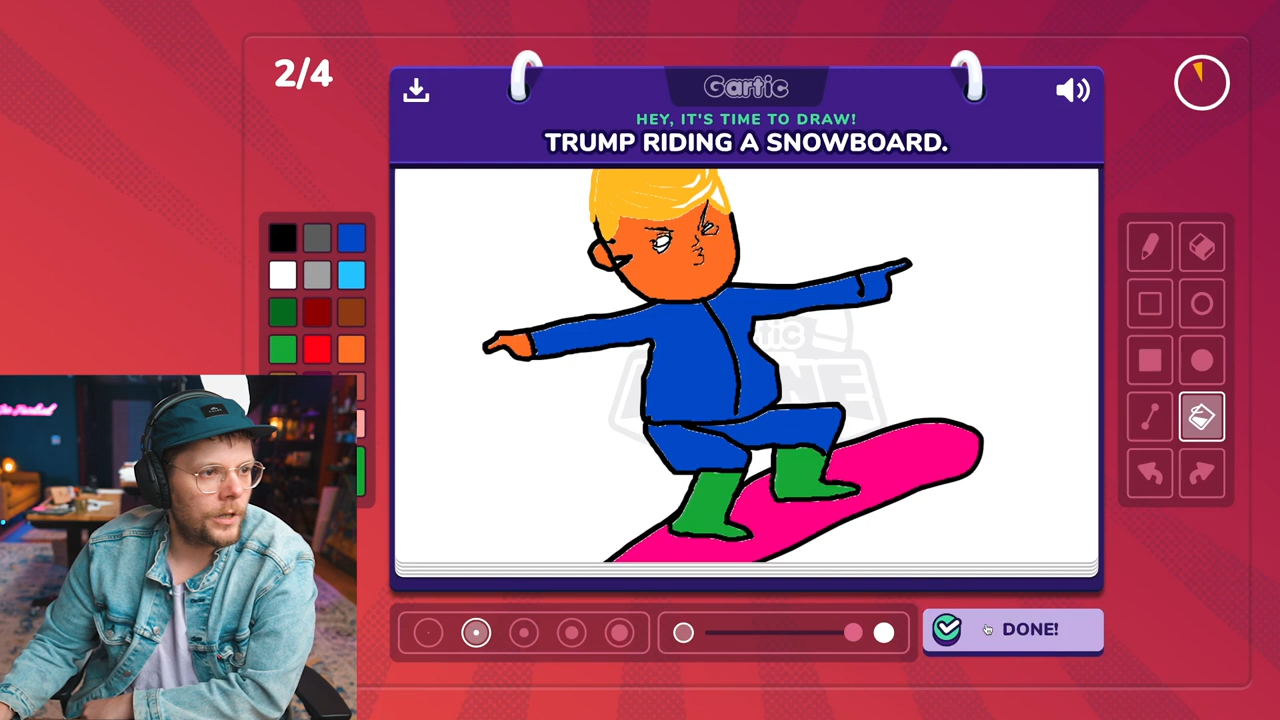 2/4
Gartic
HEY, IT'S TIME TO DRAW!
TRUMP RIDING A SNOWBOARD.
DONE!